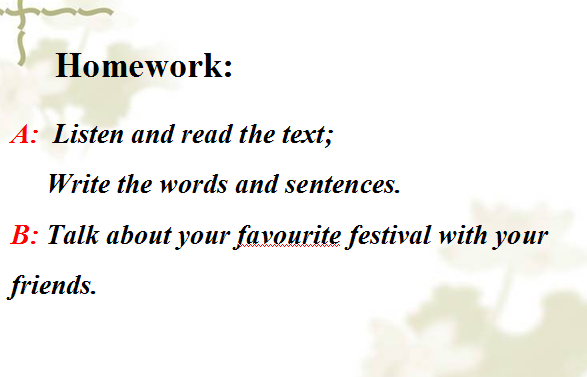 Homework:
A: Listen and read the text;
Write the words and sentences.
B: Talk about your favourite festival with your
friends.